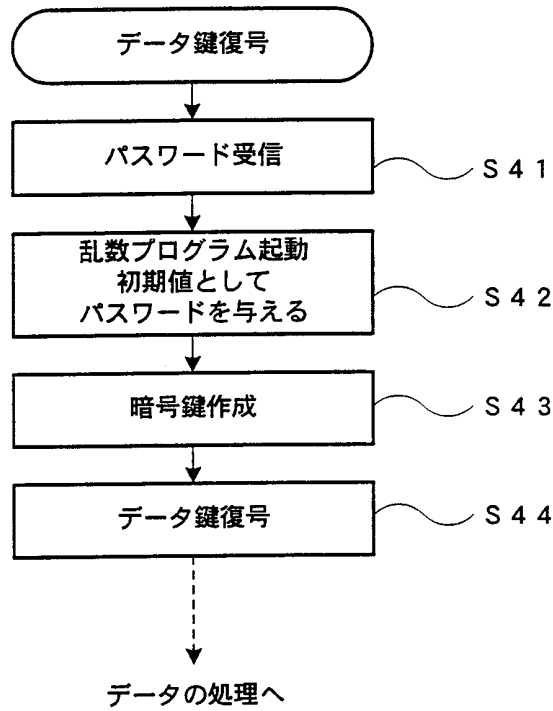 データ鍵復号
パスワード受信
S41
乱数プログラム起動
初期値として
パスワードを与える
S42
暗号鍵作成
S43
データ鍵復号
S44
データの処理へ